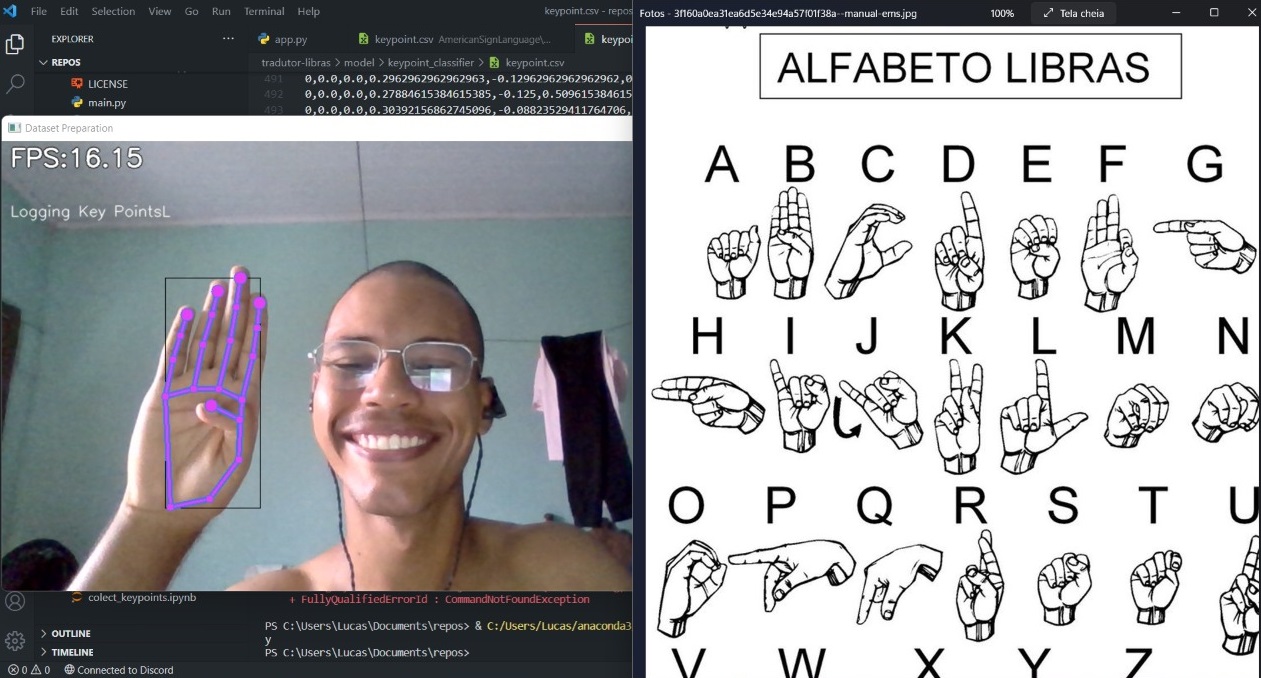 File Edit Selection View Go Run Terminal Help
keypoint.csv - repos
EXPLORER
REPOS
LICENSE
main.py
app.py
keypoint.csv AmericanSignLanguage\...
tradutor-libras > model > keypoint_classifier > keypoint.csv
491 0,0.0,0.0,0.2962962962962963,-0.12962962962962962,0
492 0,0.0,0.0,0.27884615384615385,-0.125,0.509615384615
493 0,0.0,0.0,0.30392156862745096,-0.08823529411764706,
Dataset Preparation
FPS:16.15
Logging Key PointsL
colect_keypoints.ipynb
OUTLINE
TIMELINE
+ FullyQualifiedErrorId : CommandNotFoundException
PS C:\Users\Lucas\Documents\repos> & C:/Users/Lucas/anaconda3
y
PS C:\Users\Lucas\Documents\repos>
0 0 Connected to Discord
Fotos - 3f160a0ea31ea6d5e34e94a57f01f38a--manual-ems.jpg
100%
Tela cheia
ALFABETO LIBRAS
A B C D E F G
H I J K L M N
O P Q R S T U
V W X Y Z